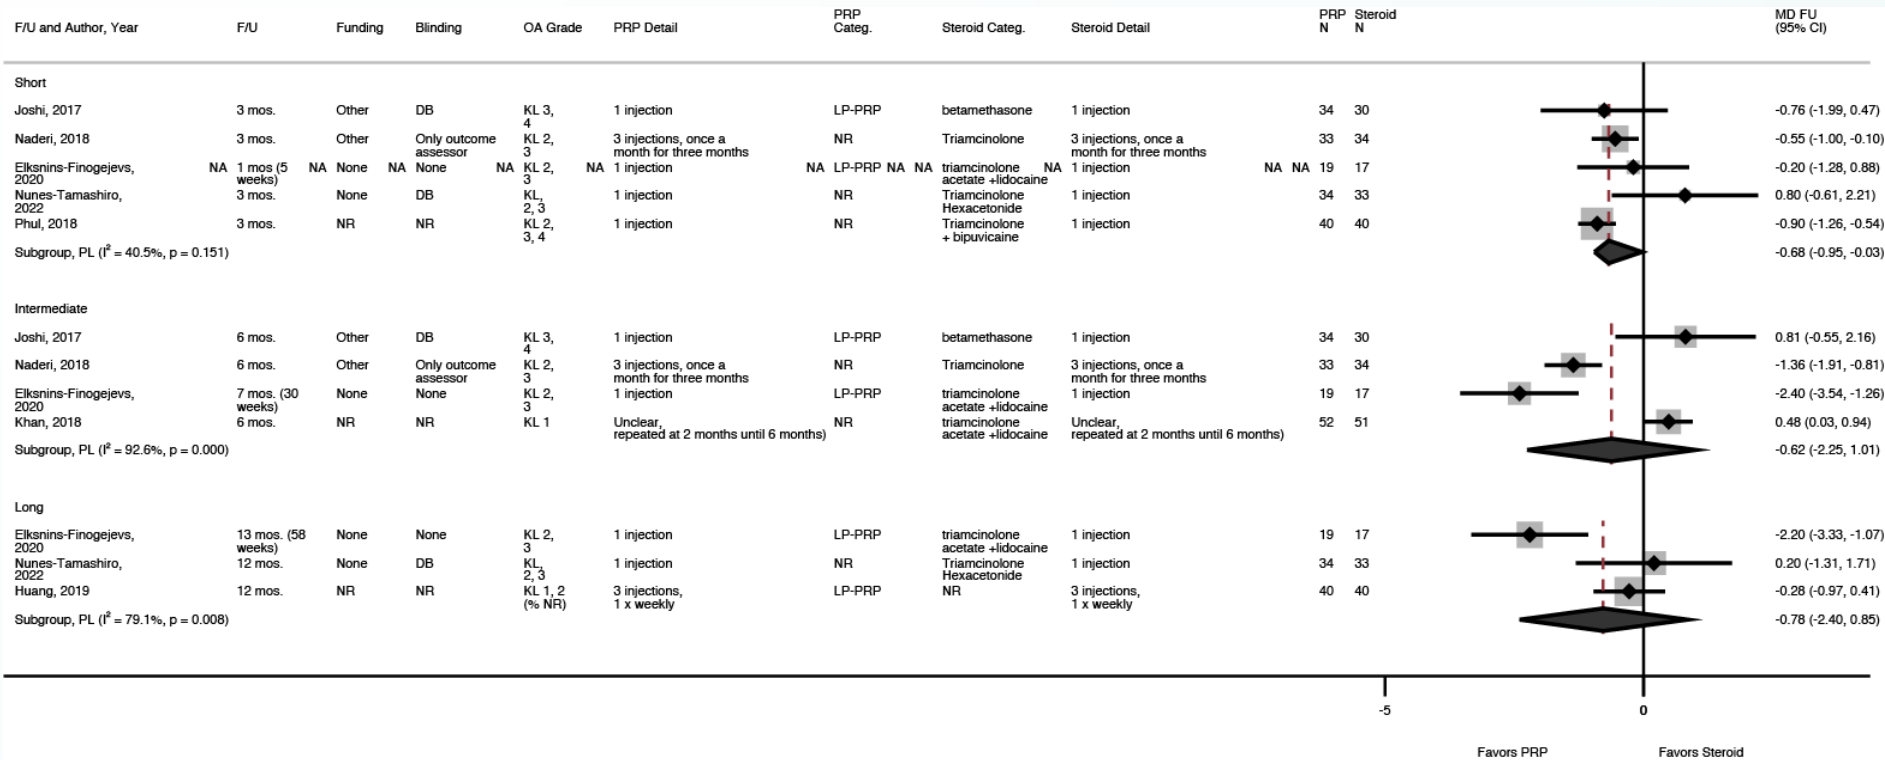 F/U and Author, Year F/U Funding Blinding OA Grade PRP Detail PRP Categ. Steroid Categ. Steroid Detail PRP N Steroid N MD FU (95% CI)
Short
Joshi, 2017 3 mos. Other DB KL 3, 4 1 injection LP-PRP betamethasone 1 injection 34 30 -0.76 (-1.99, 0.47)
Naderi, 2018 3 mos. Other Only outcome assessor KL 2, 3 3 injections, once a month for three months NR Triamcinolone 3 injections, once a month for three months 33 34 -0.55 (-1.00, -0.10)
Elksnins-Finogejevs, 2020 NA 1 mos (5 weeks) NA None NA None NA KL 2, 3 NA 1 injection NA LP-PRP NA NA triamcinolone acetate +lidocaine NA 1 injection NA NA 19 17 -0.20 (-1.28, 0.88)
Nunes-Tamashiro, 2022 3 mos. None DB KL, 2, 3 1 injection NR Triamcinolone Hexacetonide 1 injection 34 33 0.80 (-0.61, 2.21)
Phul, 2018 3 mos. NR NR KL 2, 3, 4 1 injection NR Triamcinolone + bipuvicaine 1 injection 40 40 -0.90 (-1.26, -0.54)
Subgroup, PL (I² = 40.5%, p = 0.151) -0.68 (-0.95, -0.03)
Intermediate
Joshi, 2017 6 mos. Other DB KL 3, 4 1 injection LP-PRP betamethasone 1 injection 34 30 0.81 (-0.55, 2.16)
Naderi, 2018 6 mos. Other Only outcome assessor KL 2, 3 3 injections, once a month for three months NR Triamcinolone 3 injections, once a month for three months 33 34 -1.36 (-1.91, -0.81)
Elksnins-Finogejevs, 2020 7 mos. (30 weeks) None None KL 2, 3 1 injection LP-PRP triamcinolone acetate +lidocaine 1 injection 19 17 -2.40 (-3.54, -1.26)
Khan, 2018 6 mos. NR NR KL 1 Unclear, repeated at 2 months until 6 months) NR triamcinolone acetate +lidocaine Unclear, repeated at 2 months until 6 months) 52 51 0.48 (0.03, 0.94)
Subgroup, PL (I² = 92.6%, p = 0.000) -0.62 (-2.25, 1.01)
Long
Elksnins-Finogejevs, 2020 13 mos. (58 weeks) None None KL 2, 3 1 injection LP-PRP triamcinolone acetate +lidocaine 1 injection 19 17 -2.20 (-3.33, -1.07)
Nunes-Tamashiro, 2022 12 mos. None DB KL, 2, 3 1 injection NR Triamcinolone Hexacetonide 1 injection 34 33 0.20 (-1.31, 1.71)
Huang, 2019 12 mos. NR NR KL 1, 2 (% NR) 3 injections, 1 x weekly LP-PRP NR 3 injections, 1 x weekly 40 40 -0.28 (-0.97, 0.41)
Subgroup, PL (I² = 79.1%, p = 0.008) -0.78 (-2.40, 0.85)
-5 0
Favors PRP Favors Steroid